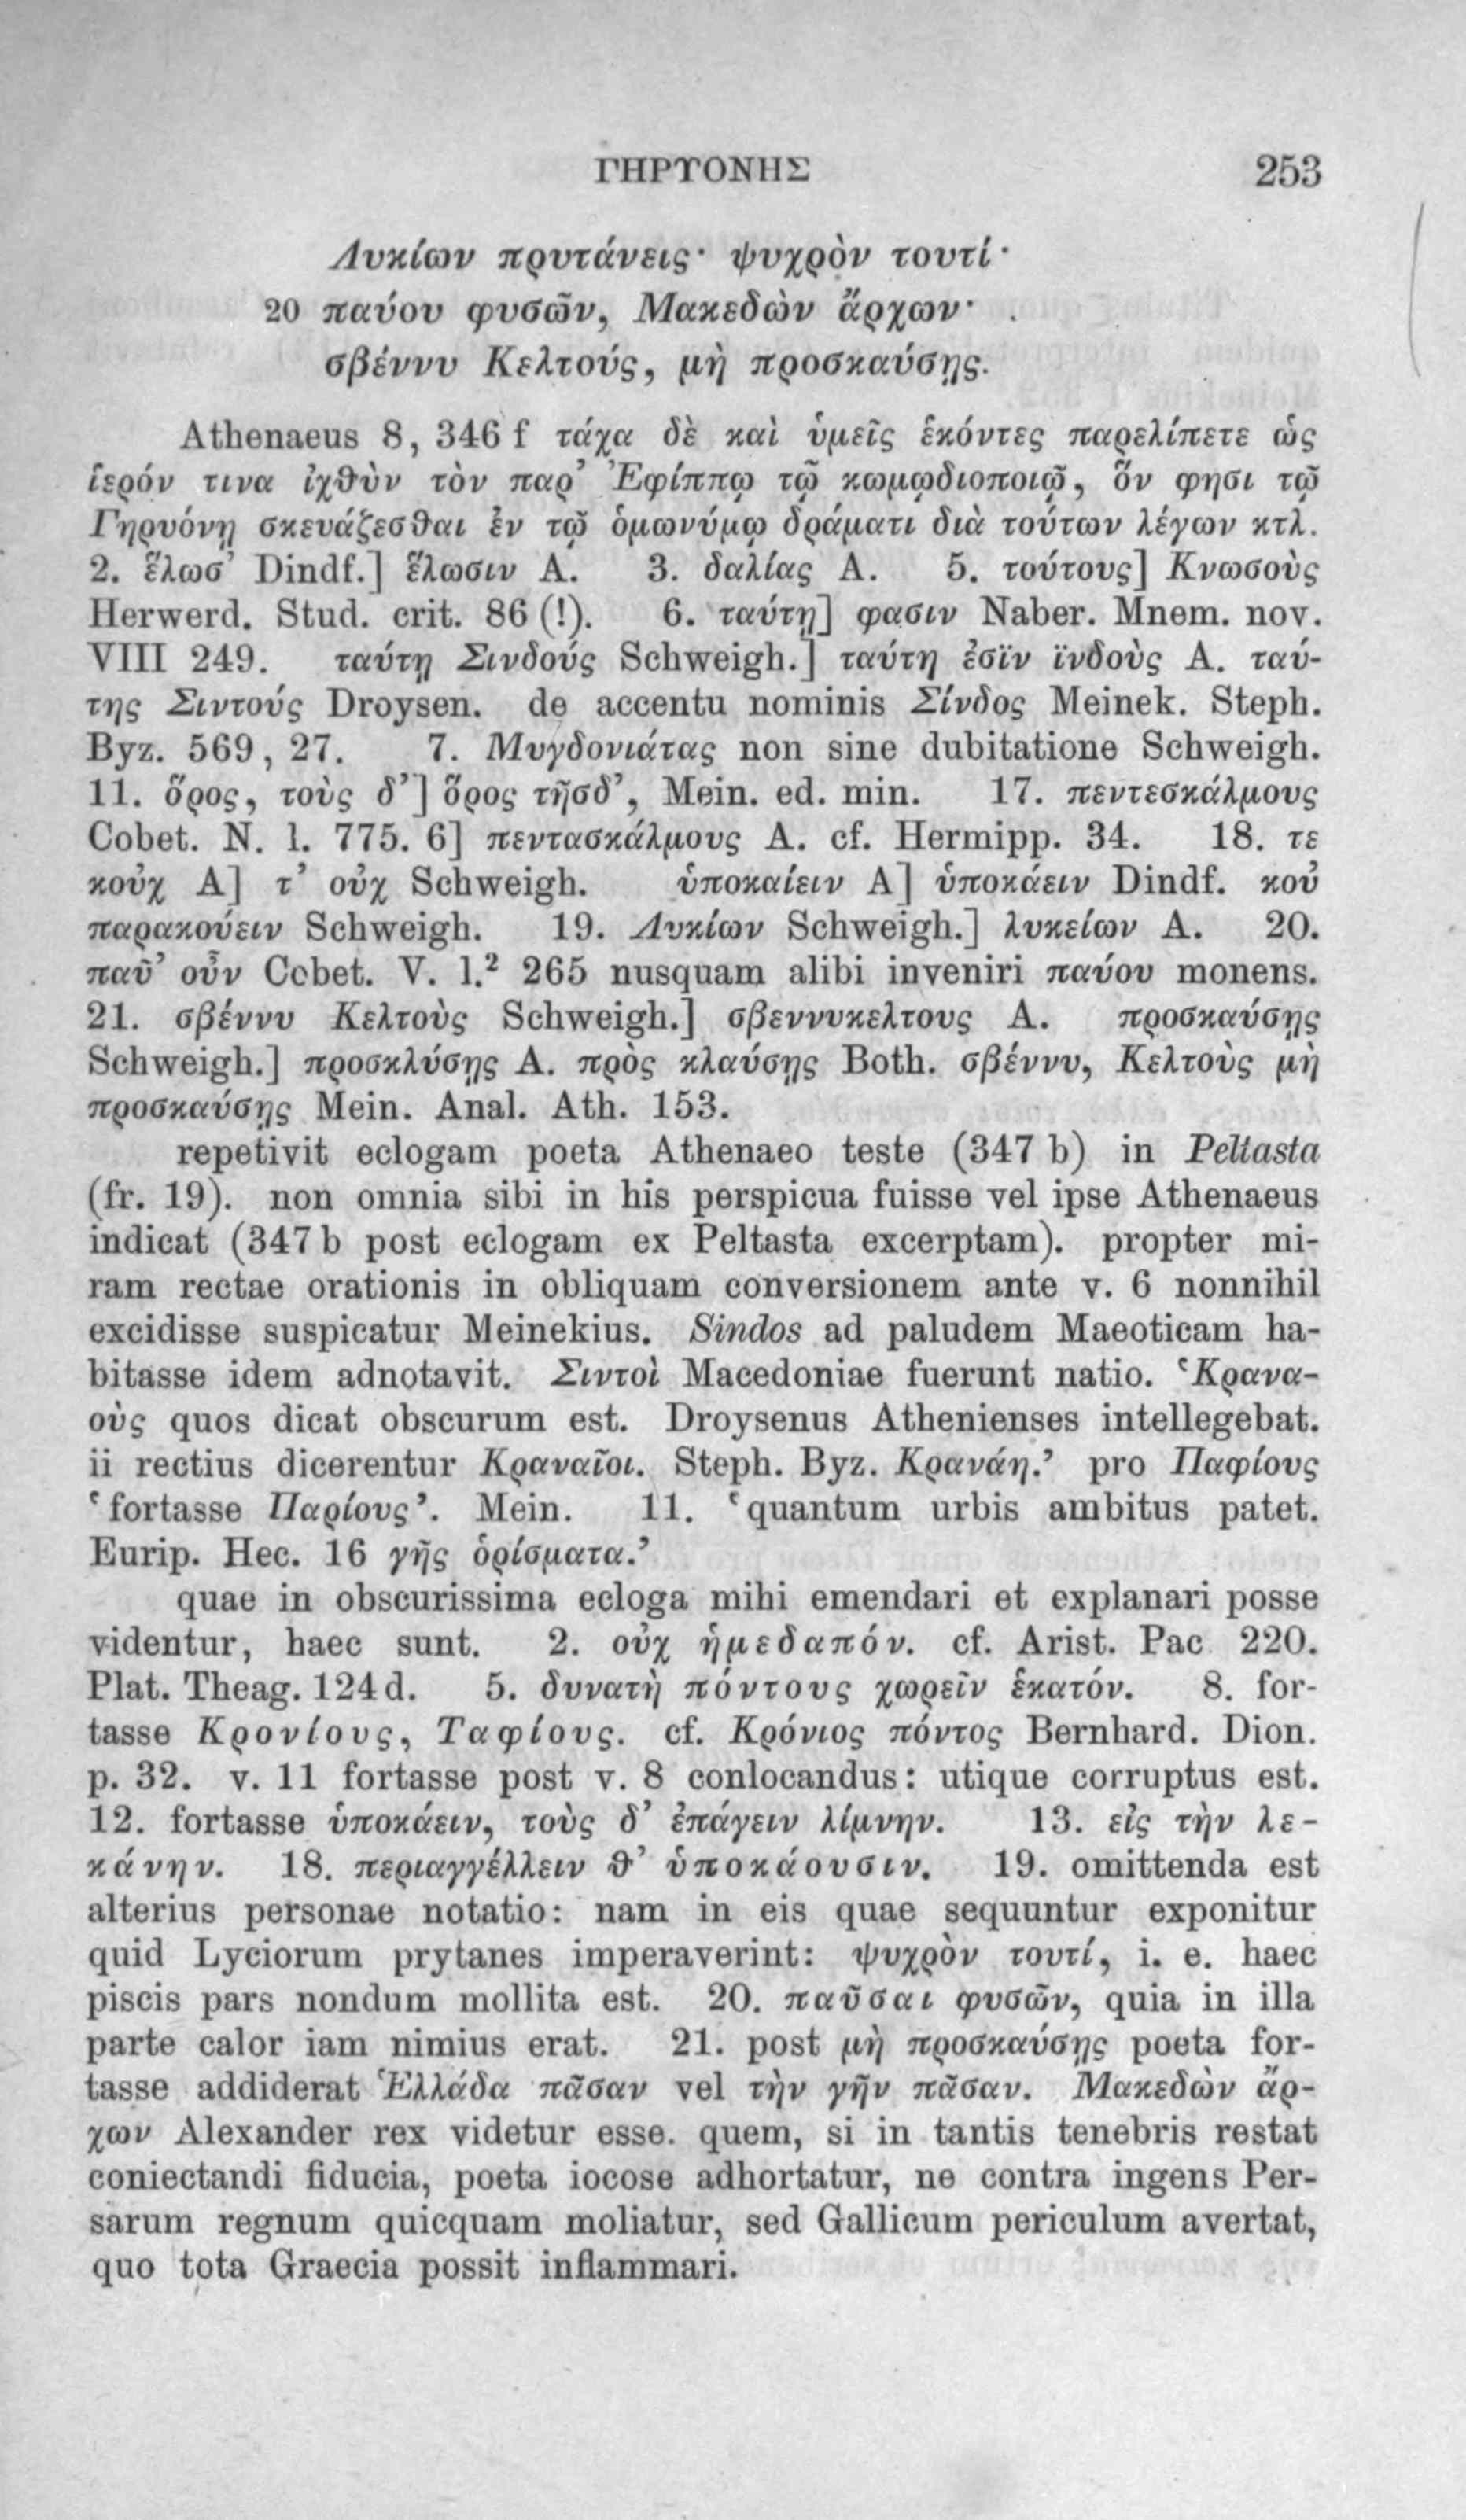 ΓΗΡΥΟΝΗΣ 253
Λυκίων πρυτάνεις· ψυχρὸν τουτί·
20 παύου φυσῶν, Μακεδὼν ἄρχων·
σβέννυ Κελτούς, μὴ προσκαύσῃς.
Athenaeus 8, 346 f τάχα δὲ καὶ ὑμεῖς ἑκόντες παρελίπετε ὡς
ἱερόν τινα ἰχθὺν τὸν παρ’ Ἐφίππῳ τῷ κωμῳδιοποιῷ, ὅν φησι τῷ
Γηρυόνῃ σκευάζεσθαι ἐν τῷ ὁμωνύμῳ δράματι διὰ τούτων λέγων κτλ.
2. ἕλωσ’ Dindf.] ἕλωσιν A. 3. δαλίας A. 5. τούτους] Κνωσοὺς
Herwerd. Stud. crit. 86 (!). 6. ταύτῃ] φασιν Naber. Mnem. nov.
VIII 249. ταύτῃ Σινδούς Schweigh.] ταύτη ἐσϊν ϊνδοὺς A. ταύ-
της Σιντούς Droysen. de accentu nominis Σίνδος Meinek. Steph.
Byz. 569, 27. 7. Μυγδονιάτας non sine dubitatione Schweigh.
11. ὅρος, τοὺς δ’] ὅρος τῆσδ’, Mein. ed. min. 17. πεντεσκάλμους
Cobet. N. l. 775. 6] πεντασκάλμους A. cf. Hermipp. 34. 18. τε
κοὐχ A] τ’ οὐχ Schweigh. ὑποκαίειν A] ὑποκάειν Dindf. κοὐ
παρακούειν Schweigh. 19. Λυκίων Schweigh.] λυκείων A. 20.
παῦ’ οὖν Cobet. V. l.² 265 nusquam alibi inveniri παύου monens.
21. σβέννυ Κελτοὺς Schweigh.] σβεννυκελτους A. προσκαύσῃς
Schweigh.] προσκλύσῃς A. πρὸς κλαύσῃς Both. σβέννυ, Κελτοὺς μὴ
προσκαύσῃς Mein. Anal. Ath. 153.
repetivit eclogam poeta Athenaeo teste (347 b) in Peltasta
(fr. 19). non omnia sibi in his perspicua fuisse vel ipse Athenaeus
indicat (347 b post eclogam ex Peltasta excerptam). propter mi-
ram rectae orationis in obliquam conversionem ante v. 6 nonnihil
excidisse suspicatur Meinekius. Sindos ad paludem Maeoticam ha-
bitasse idem adnotavit. Σιντοὶ Macedoniae fuerunt natio. ‘Κρανα-
οὺς quos dicat obscurum est. Droysenus Athenienses intellegebat.
ii rectius dicerentur Κραναῖοι. Steph. Byz. Κρανάη.’ pro Παφίους
‘fortasse Παρίους’. Mein. 11. ‘quantum urbis ambitus patet.
Eurip. Hec. 16 γῆς ὁρίσματα.’
quae in obscurissima ecloga mihi emendari et explanari posse
videntur, haec sunt. 2. οὐχ ἡμεδαπόν. cf. Arist. Pac 220.
Plat. Theag. 124 d. 5. δυνατὴ πόντους χωρεῖν ἑκατόν. 8. for-
tasse Κρονίους, Ταφίους. cf. Κρόνιος πόντος Bernhard. Dion.
p. 32. v. 11 fortasse post v. 8 conlocandus: utique corruptus est.
12. fortasse ὑποκάειν, τοὺς δ’ ἐπάγειν λίμνην. 13. εἰς τὴν λε-
κάνην. 18. περιαγγέλλειν θ’ ὑποκάουσιν. 19. omittenda est
alterius personae notatio: nam in eis quae sequuntur exponitur
quid Lyciorum prytanes imperaverint: ψυχρὸν τουτί, i. e. haec
piscis pars nondum mollita est. 20. παῦσαι φυσῶν, quia in illa
parte calor iam nimius erat. 21. post μὴ προσκαύσῃς poeta for-
tasse addiderat Ἑλλάδα πᾶσαν vel τὴν γῆν πᾶσαν. Μακεδὼν ἄρ-
χων Alexander rex videtur esse. quem, si in tantis tenebris restat
coniectandi fiducia, poeta iocose adhortatur, ne contra ingens Per-
sarum regnum quicquam moliatur, sed Gallicum periculum avertat,
quo tota Graecia possit inflammari.